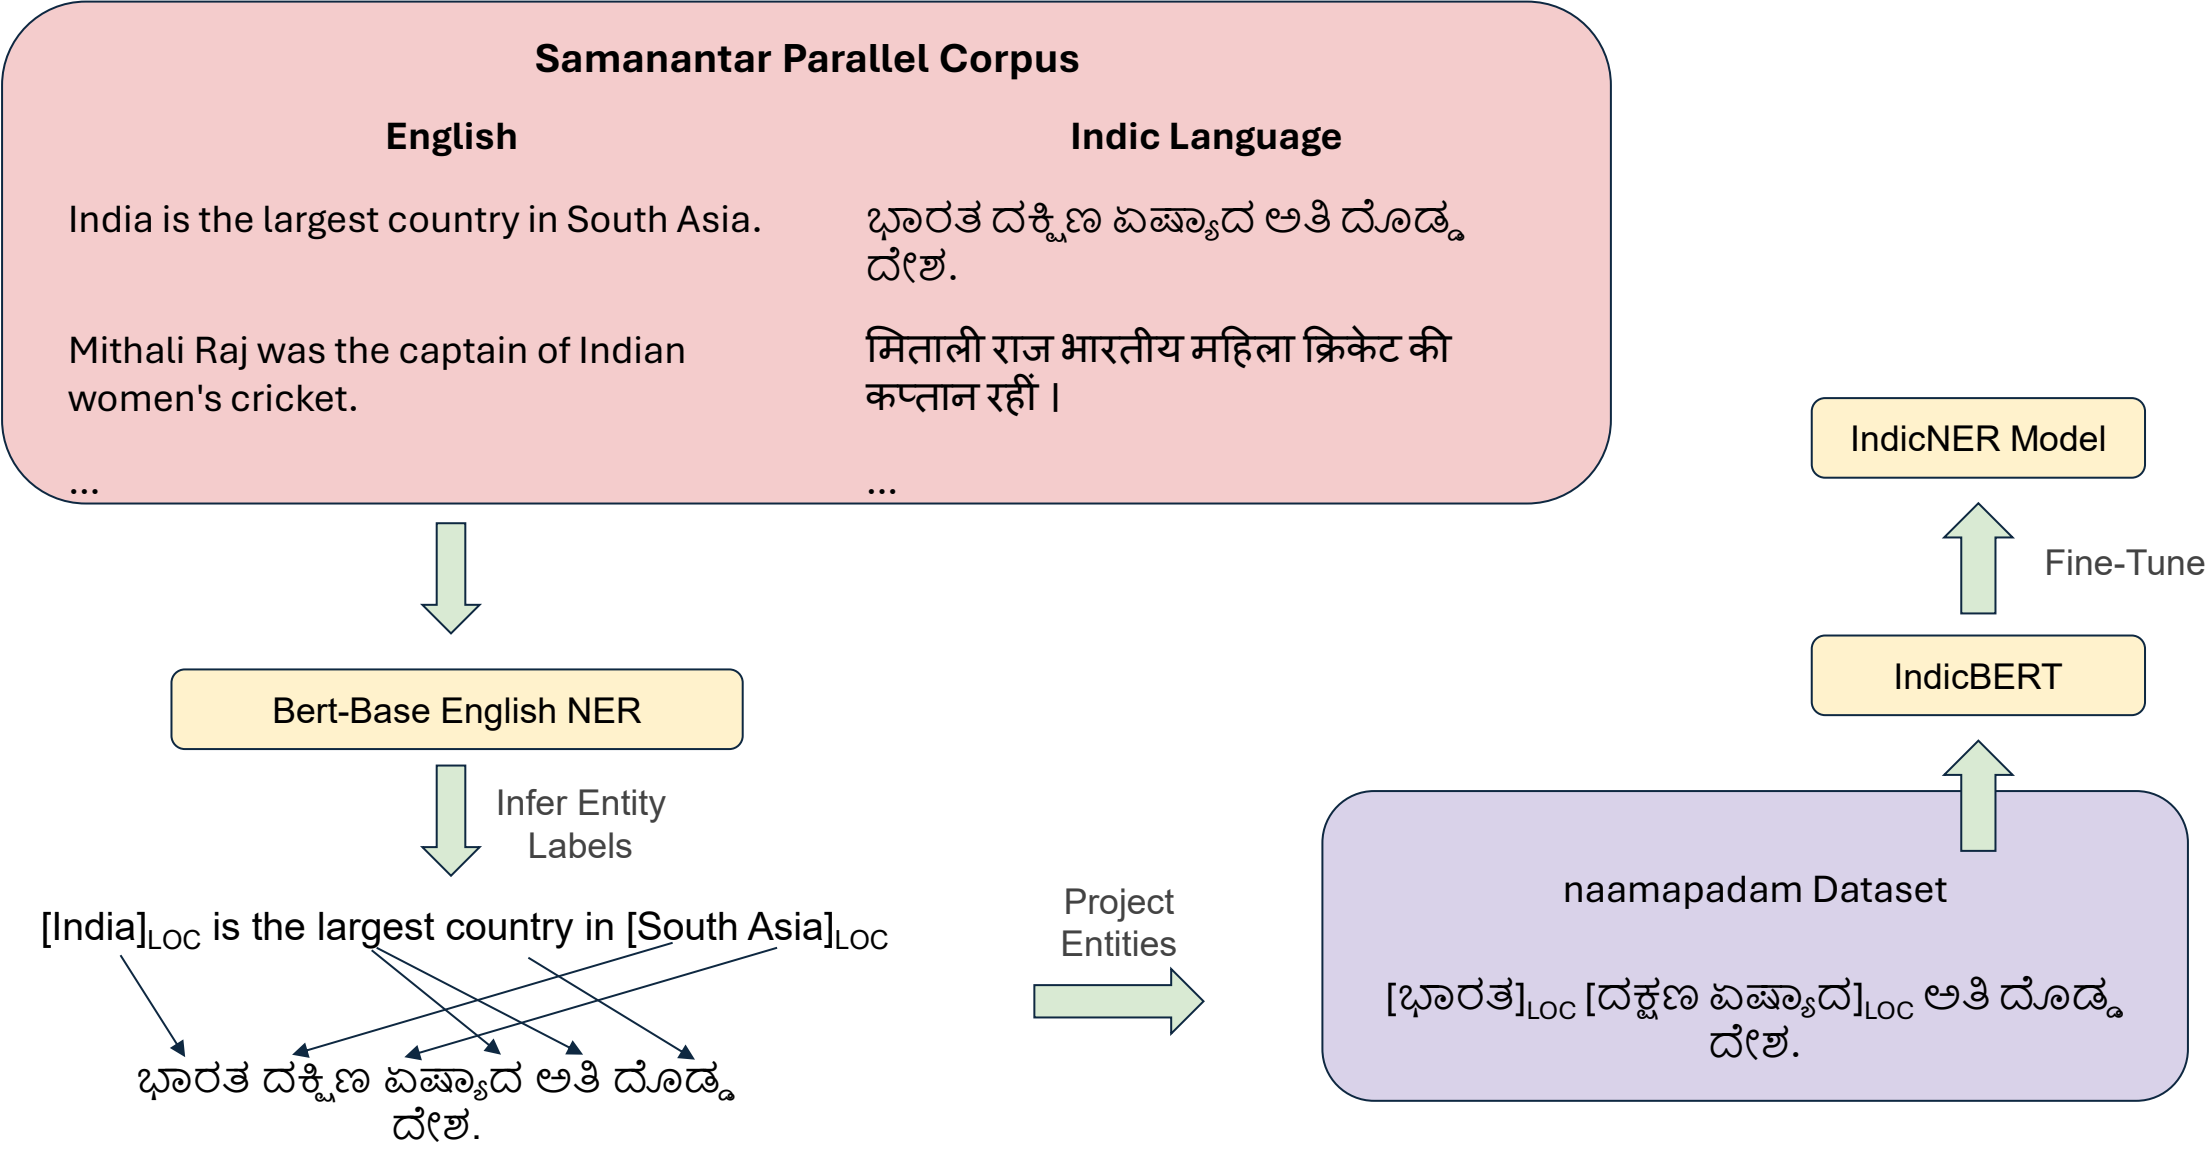 Samanantar Parallel Corpus
English
Indic Language
India is the largest country in South Asia.
ಭಾರತ ದಕ್ಷಿಣ ಏಷ್ಯಾದ ಅತಿ ದೊಡ್ಡ
ದೇಶ.
Mithali Raj was the captain of Indian
women's cricket.
मिताली राज भारतीय महिला क्रिकेट की
कप्तान रहीं ।
...
...
IndicNER Model
Fine-Tune
IndicBERT
Bert-Base English NER
Infer Entity
Labels
[India]LOC is the largest country in [South Asia]LOC
ಭಾರತ ದಕ್ಷಿಣ ಏಷ್ಯಾದ ಅತಿ ದೊಡ್ಡ
ದೇಶ.
Project
Entities
naamapadam Dataset
[ಭಾರತ]LOC [ದಕ್ಷಣ ಏಷ್ಯಾದ]LOC ಅತಿ ದೊಡ್ಡ
ದೇಶ.